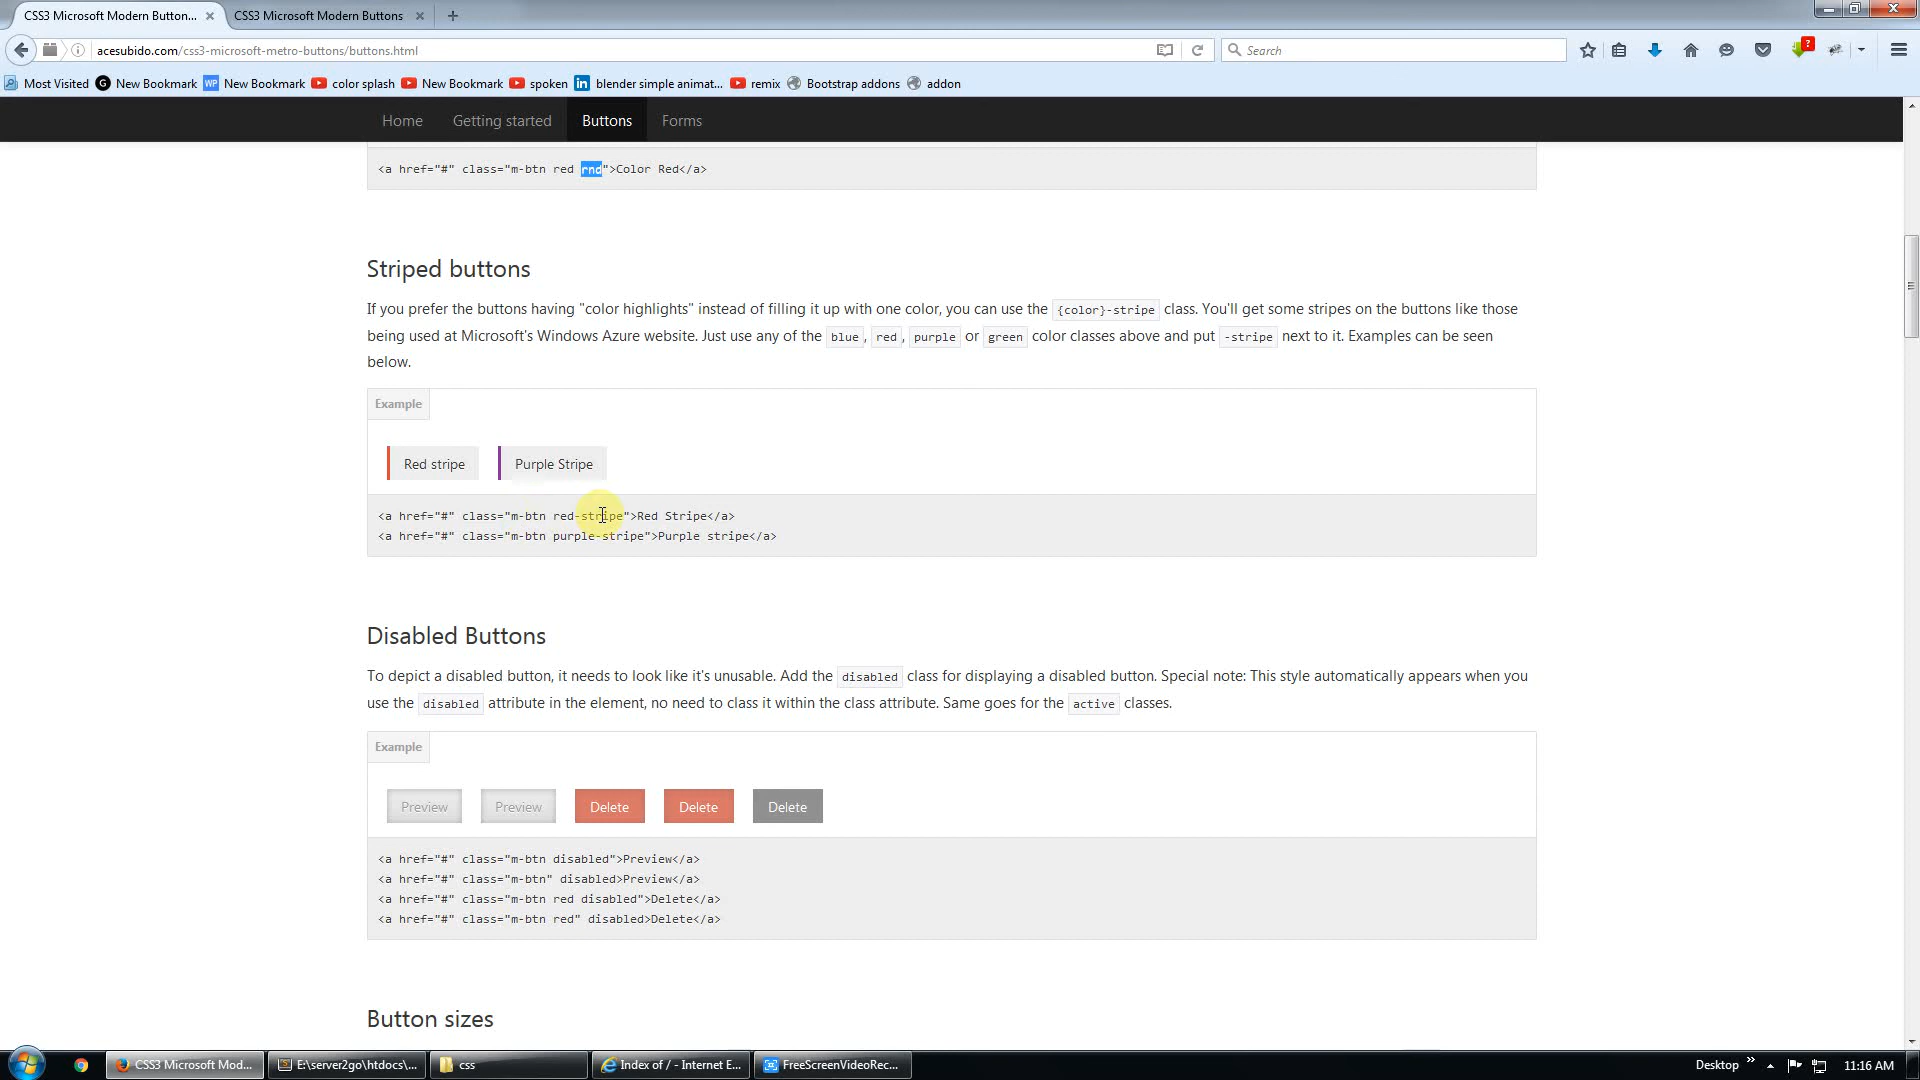 CSS3 Microsoft Modern Button...
CSS3 Microsoft Modern Buttons
acesubido.com/css3-microsoft-metro-buttons/buttons.html
Search
Most Visited
New Bookmark
WP
New Bookmark
color splash
New Bookmark
spoken
in
blender simple animat...
remix
Bootstrap addons
addon
Home
Getting started
Buttons
Forms
<a href="#" class="m-btn red rnd">Color Red</a>
Striped buttons
If you prefer the buttons having "color highlights" instead of filling it up with one color, you can use the {color}-stripe class. You'll get some stripes on the buttons like those
being used at Microsoft's Windows Azure website. Just use any of the blue, red, purple or green color classes above and put -stripe next to it. Examples can be seen
below.
Example
Red stripe
Purple Stripe
<a href="#" class="m-btn red-stripe">Red Stripe</a>
<a href="#" class="m-btn purple-stripe">Purple stripe</a>
Disabled Buttons
To depict a disabled button, it needs to look like it's unusable. Add the disabled class for displaying a disabled button. Special note: This style automatically appears when you
use the disabled attribute in the element, no need to class it within the class attribute. Same goes for the active classes.
Example
Preview
Preview
Delete
Delete
Delete
<a href="#" class="m-btn disabled">Preview</a>
<a href="#" class="m-btn" disabled>Preview</a>
<a href="#" class="m-btn red disabled">Delete</a>
<a href="#" class="m-btn red" disabled>Delete</a>
Button sizes
CSS3 Microsoft Mod...
E:\server2go\htdocs\...
css
Index of / - Internet E...
FreeScreenVideoRec...
Desktop
11:16 AM